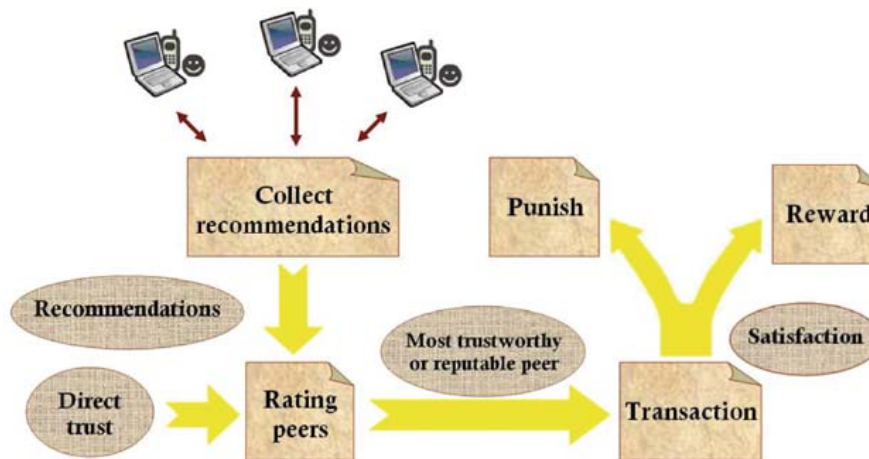 Collect
recommendations
Punish
Reward
Recommendations
Most trustworthy
or reputable peer
Satisfaction
Direct
trust
Rating
peers
Transaction